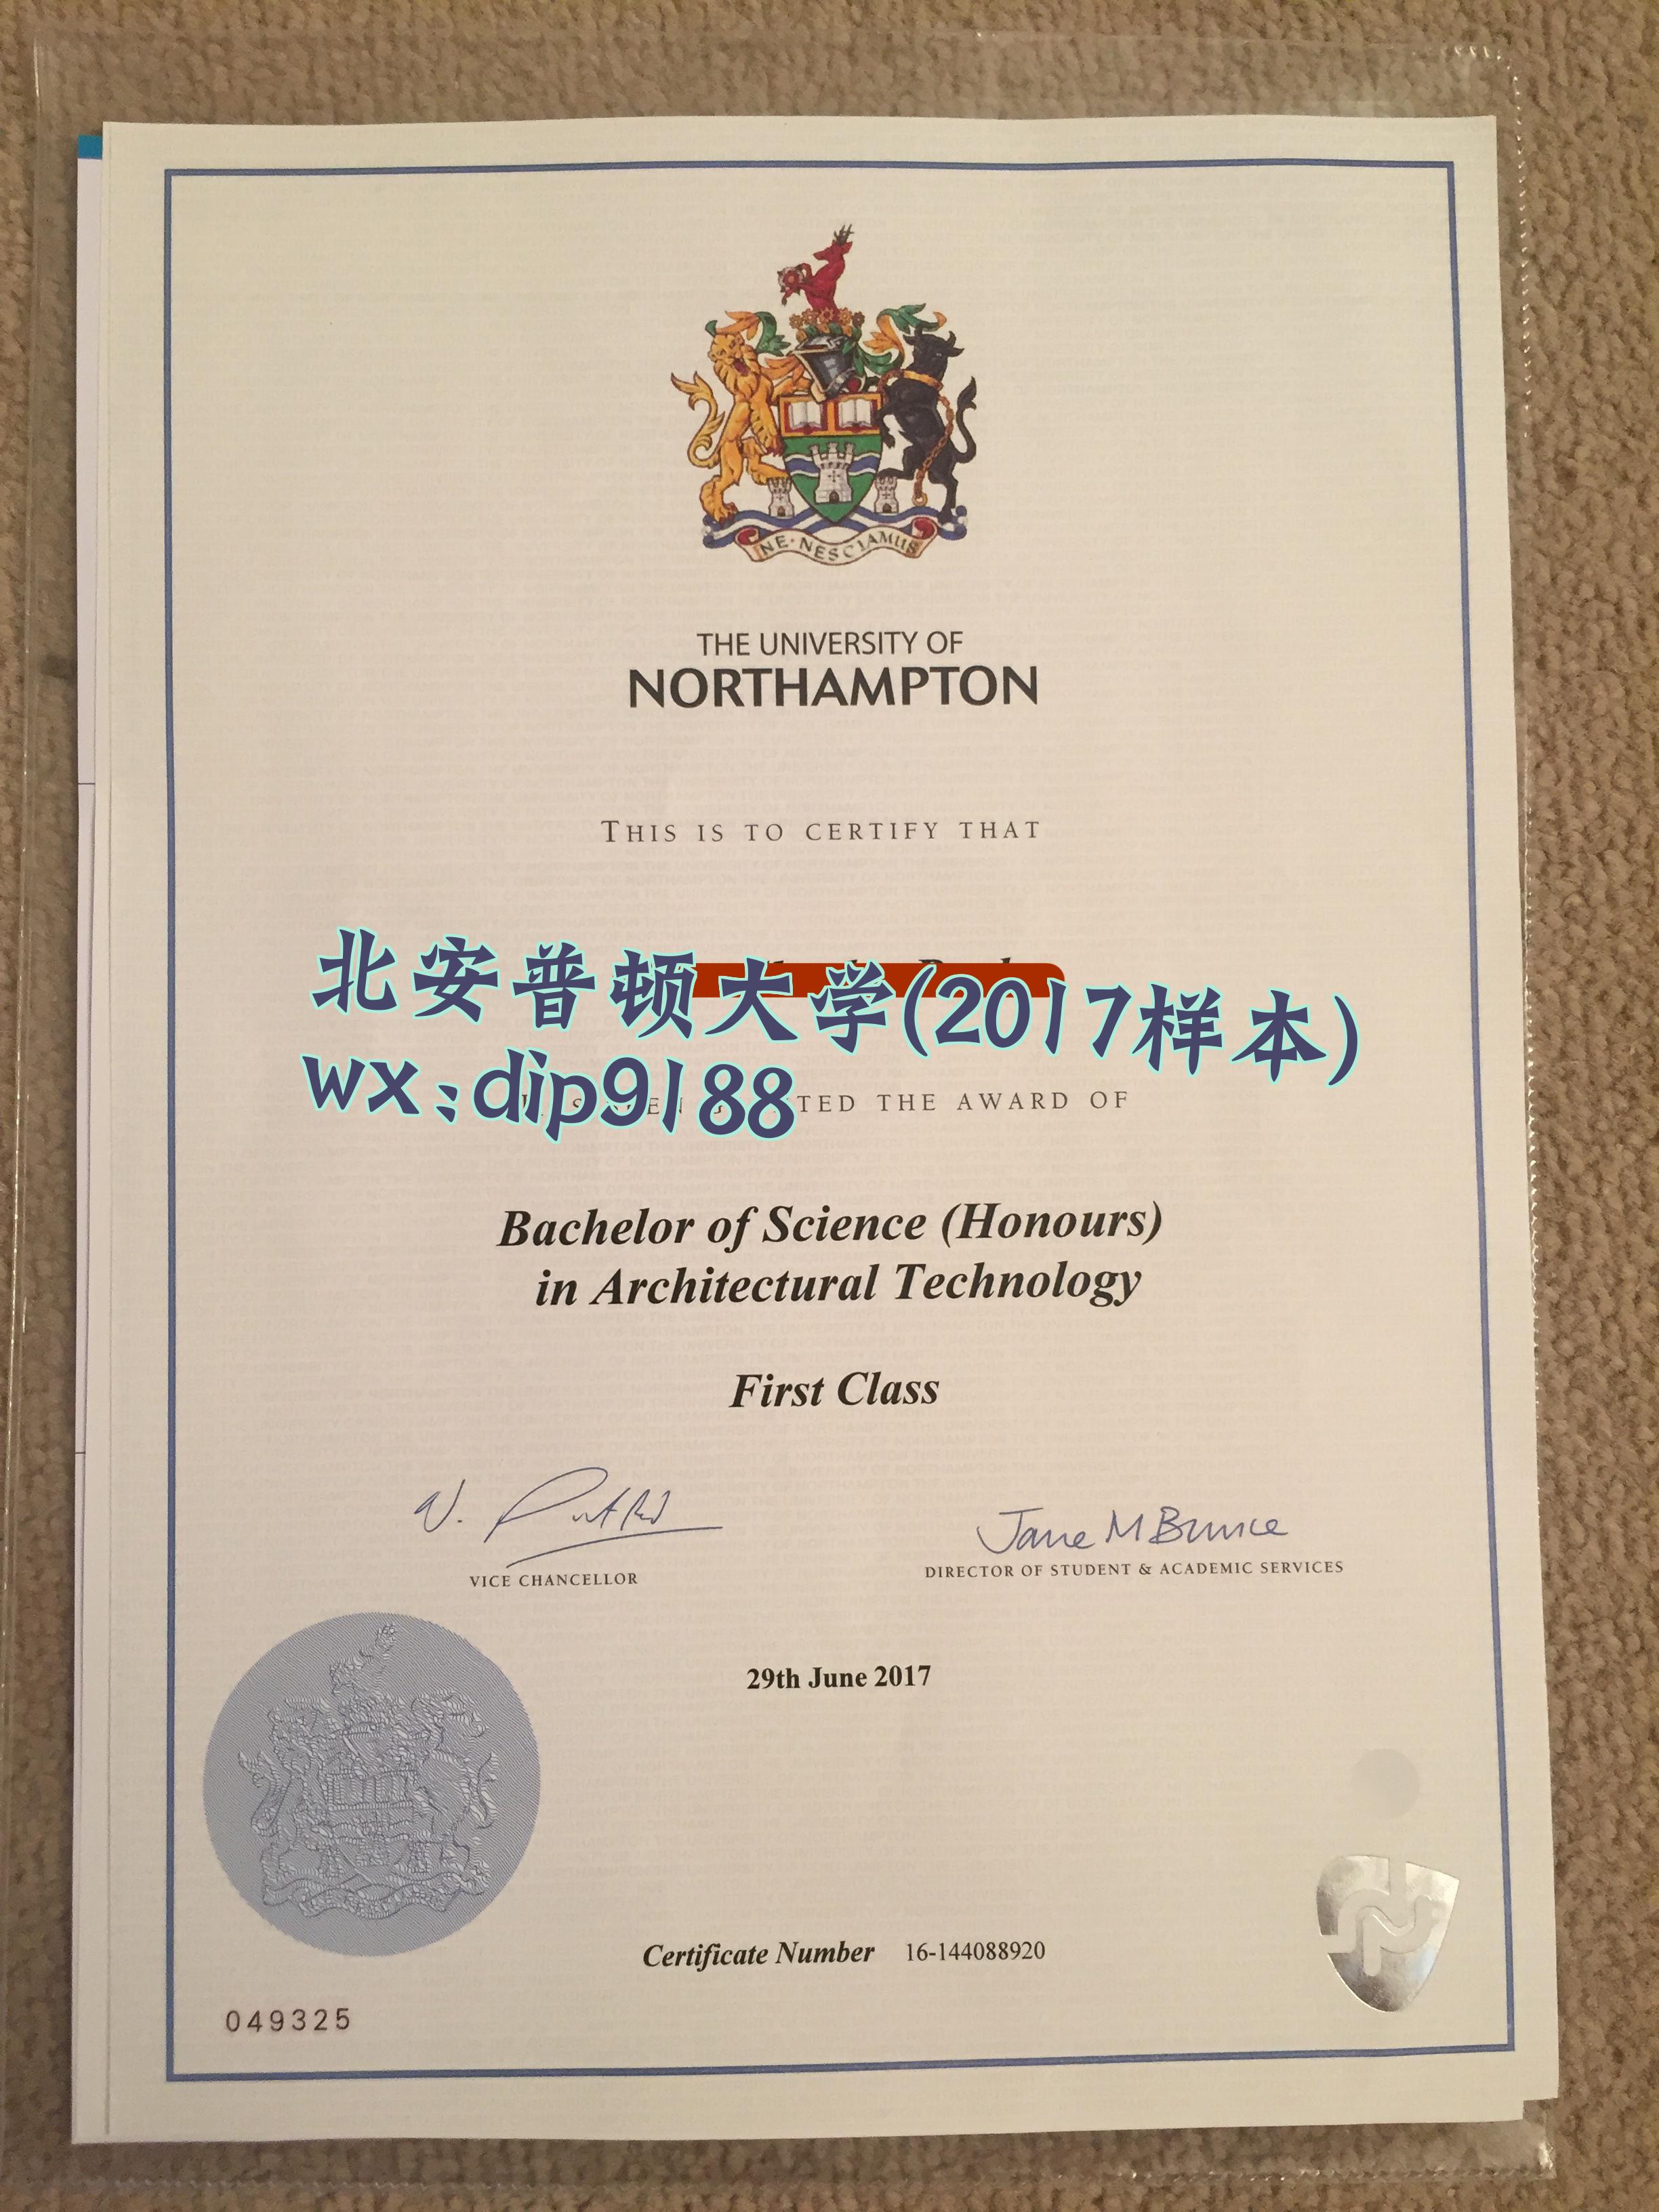 NE·NESCIAMUS
THE UNIVERSITY OF
NORTHAMPTON
THIS IS TO CERTIFY THAT
北安普顿大学(2017样本)
wx:dip9188
TED THE AWARD OF
Bachelor of Science (Honours)
in Architectural Technology
First Class
Jane M Bunce
VICE CHANCELLOR
DIRECTOR OF STUDENT & ACADEMIC SERVICES
29th June 2017
Certificate Number 16-144088920
049325